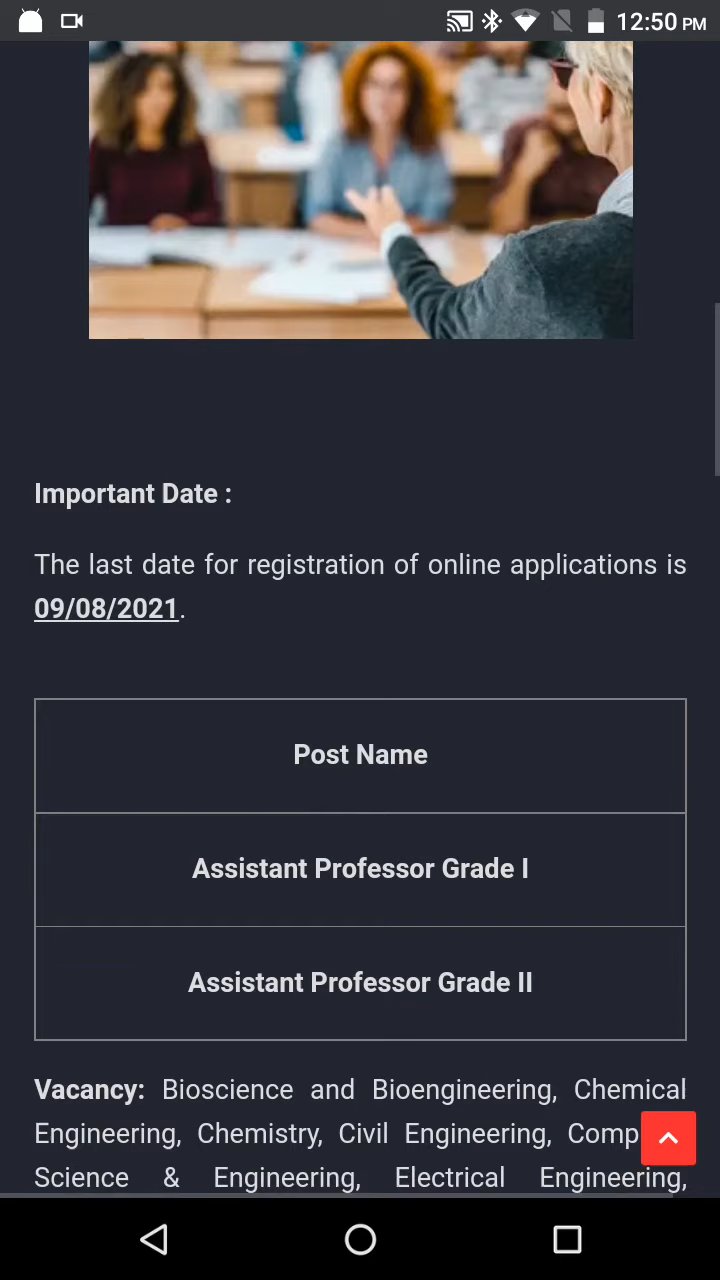 12:50 PM
Important Date :
The last date for registration of online applications is
09/08/2021.
Post Name
Assistant Professor Grade I
Assistant Professor Grade II
Vacancy: Bioscience and Bioengineering, Chemical
Engineering, Chemistry, Civil Engineering, Comp
Science & Engineering, Electrical Engineering,